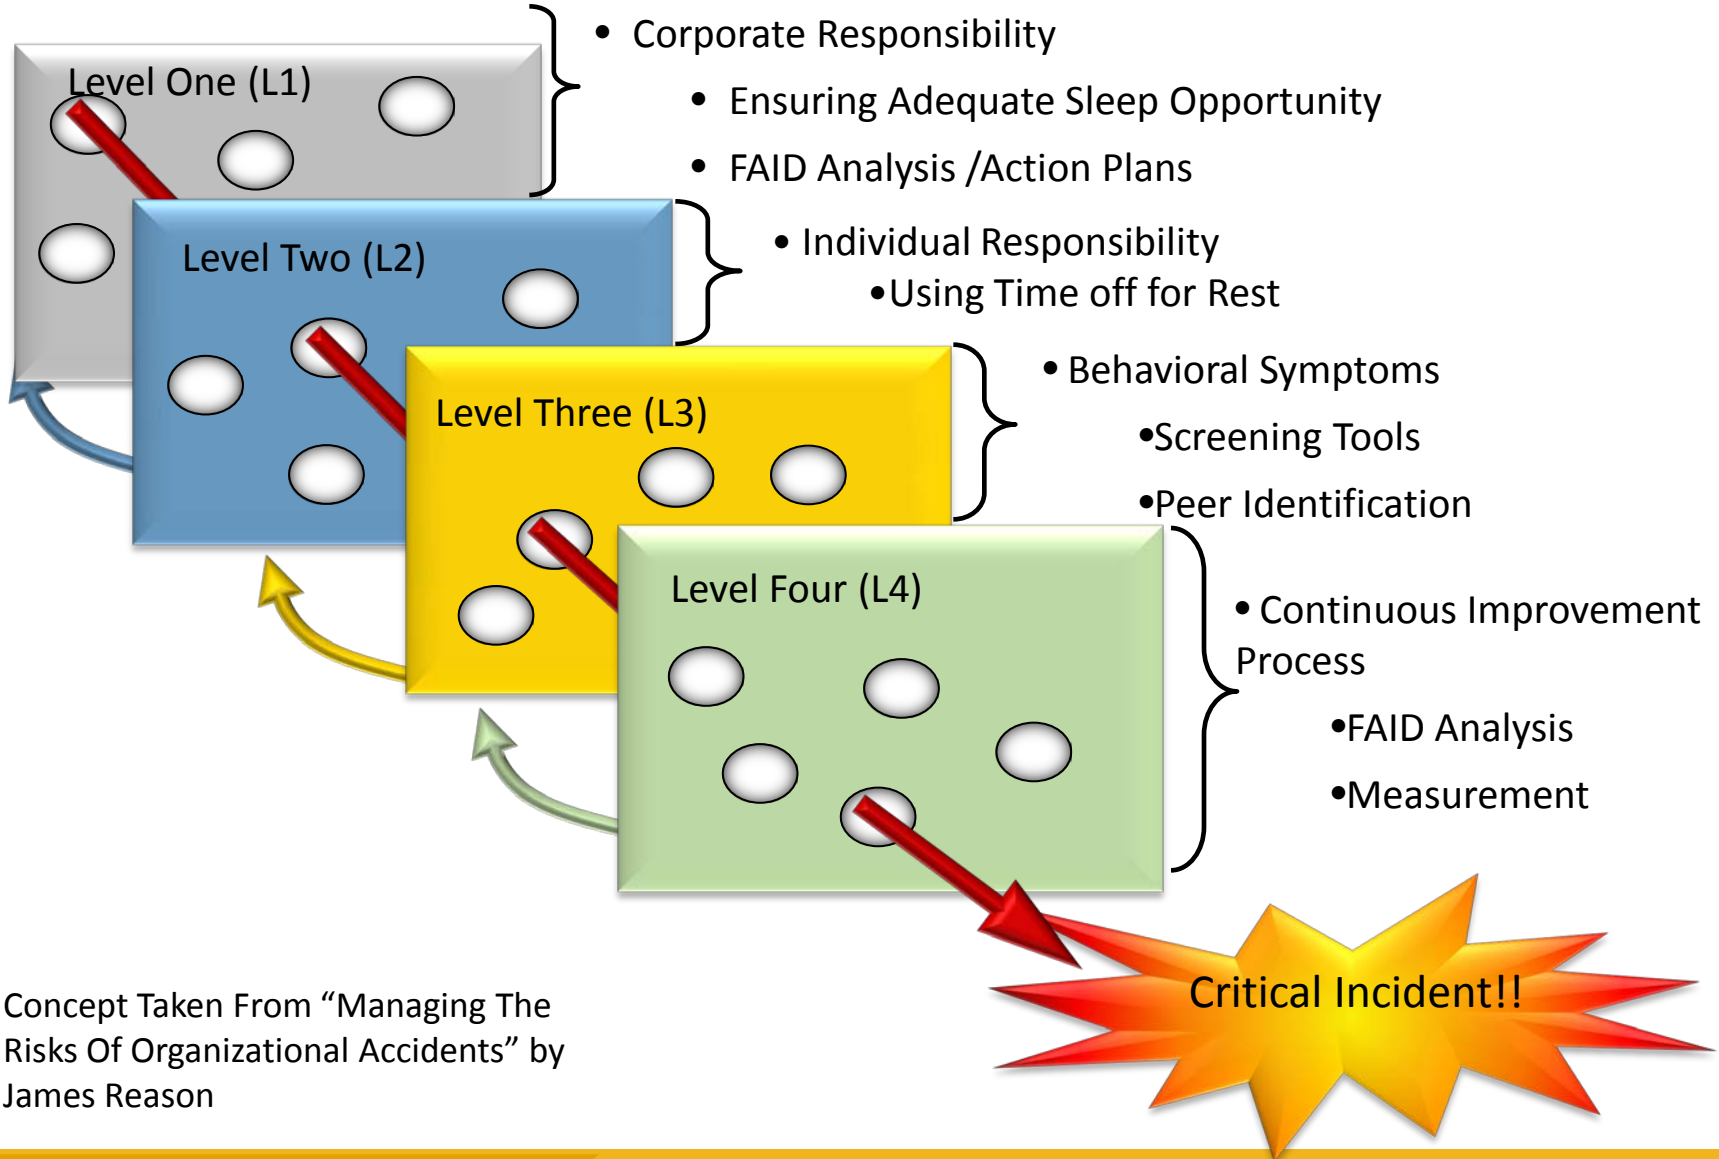 Level One (L1)
• Corporate Responsibility
• Ensuring Adequate Sleep Opportunity
• FAID Analysis /Action Plans
Level Two (L2)
• Individual Responsibility
•Using Time off for Rest
Level Three (L3)
• Behavioral Symptoms
•Screening Tools
•Peer Identification
Level Four (L4)
• Continuous Improvement
Process
•FAID Analysis
•Measurement
Critical Incident!!
Concept Taken From “Managing The
Risks Of Organizational Accidents” by
James Reason